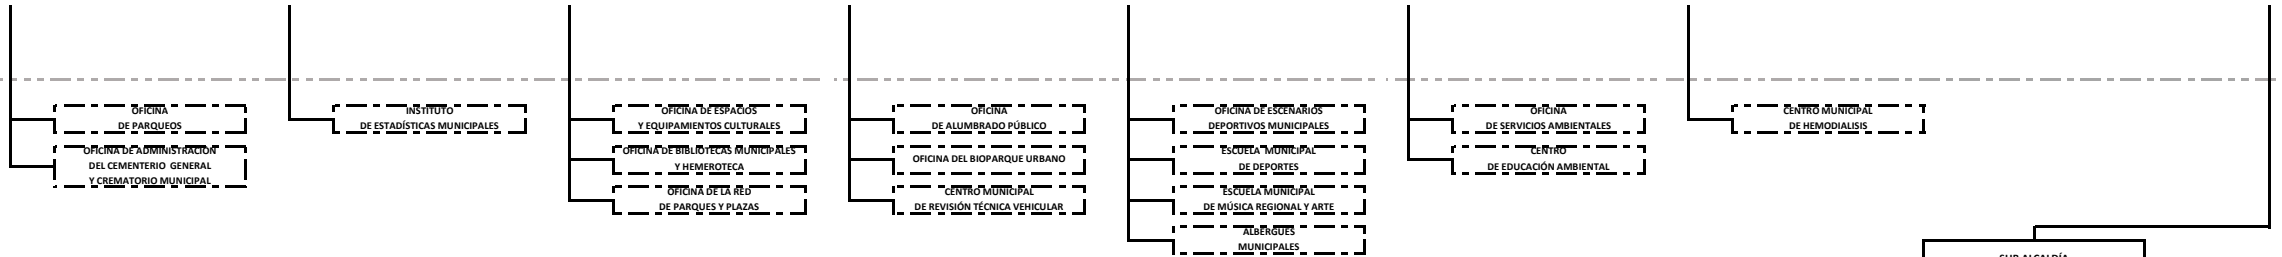 OFICINA
DE PARQUEOS
OFICINA DE ADMINISTRACION
DEL CEMENTERIO GENERAL
Y CREMATORIO MUNICIPAL
INSTITUTO
DE ESTADÍSTICAS MUNICIPALES
OFICINA DE ESPACIOS
Y EQUIPAMIENTOS CULTURALES
OFICINA DE BIBLIOTECAS MUNICIPALES
Y HEMEROTECA
OFICINA DE LA RED
DE PARQUES Y PLAZAS
OFICINA
DE ALUMBRADO PÚBLICO
OFICINA DEL BIOPARQUE URBANO
CENTRO MUNICIPAL
DE REVISIÓN TÉCNICA VEHICULAR
OFICINA DE ESCENARIOS
DEPORTIVOS MUNICIPALES
ESCUELA MUNICIPAL
DE DEPORTES
ESCUELA MUNICIPAL
DE MÚSICA REGIONAL Y ARTE
ALBERGUES
MUNICIPALES
OFICINA
DE SERVICIOS AMBIENTALES
CENTRO
DE EDUCACIÓN AMBIENTAL
CENTRO MUNICIPAL
DE HEMODIALISIS
SUB ALCALDÍA